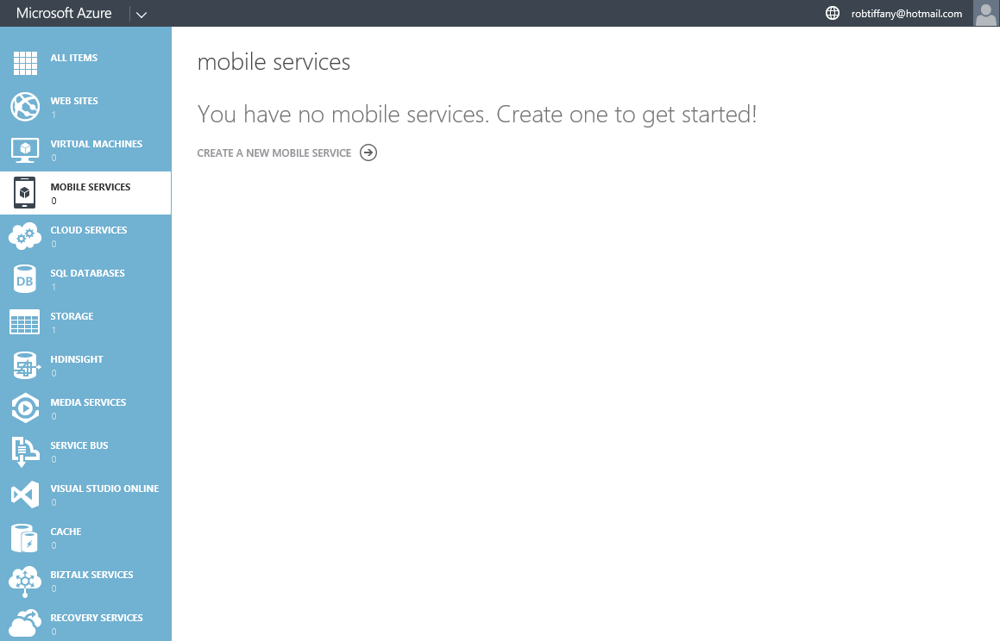 Microsoft Azure
robtiffany@hotmail.com
ALL ITEMS
WEB SITES
1
VIRTUAL MACHINES
0
MOBILE SERVICES
0
CLOUD SERVICES
0
DB
SQL DATABASES
1
STORAGE
1
HDINSIGHT
0
MEDIA SERVICES
0
SERVICE BUS
0
VISUAL STUDIO ONLINE
0
CACHE
0
BIZTALK SERVICES
0
RECOVERY SERVICES
0
mobile services
You have no mobile services. Create one to get started!
CREATE A NEW MOBILE SERVICE